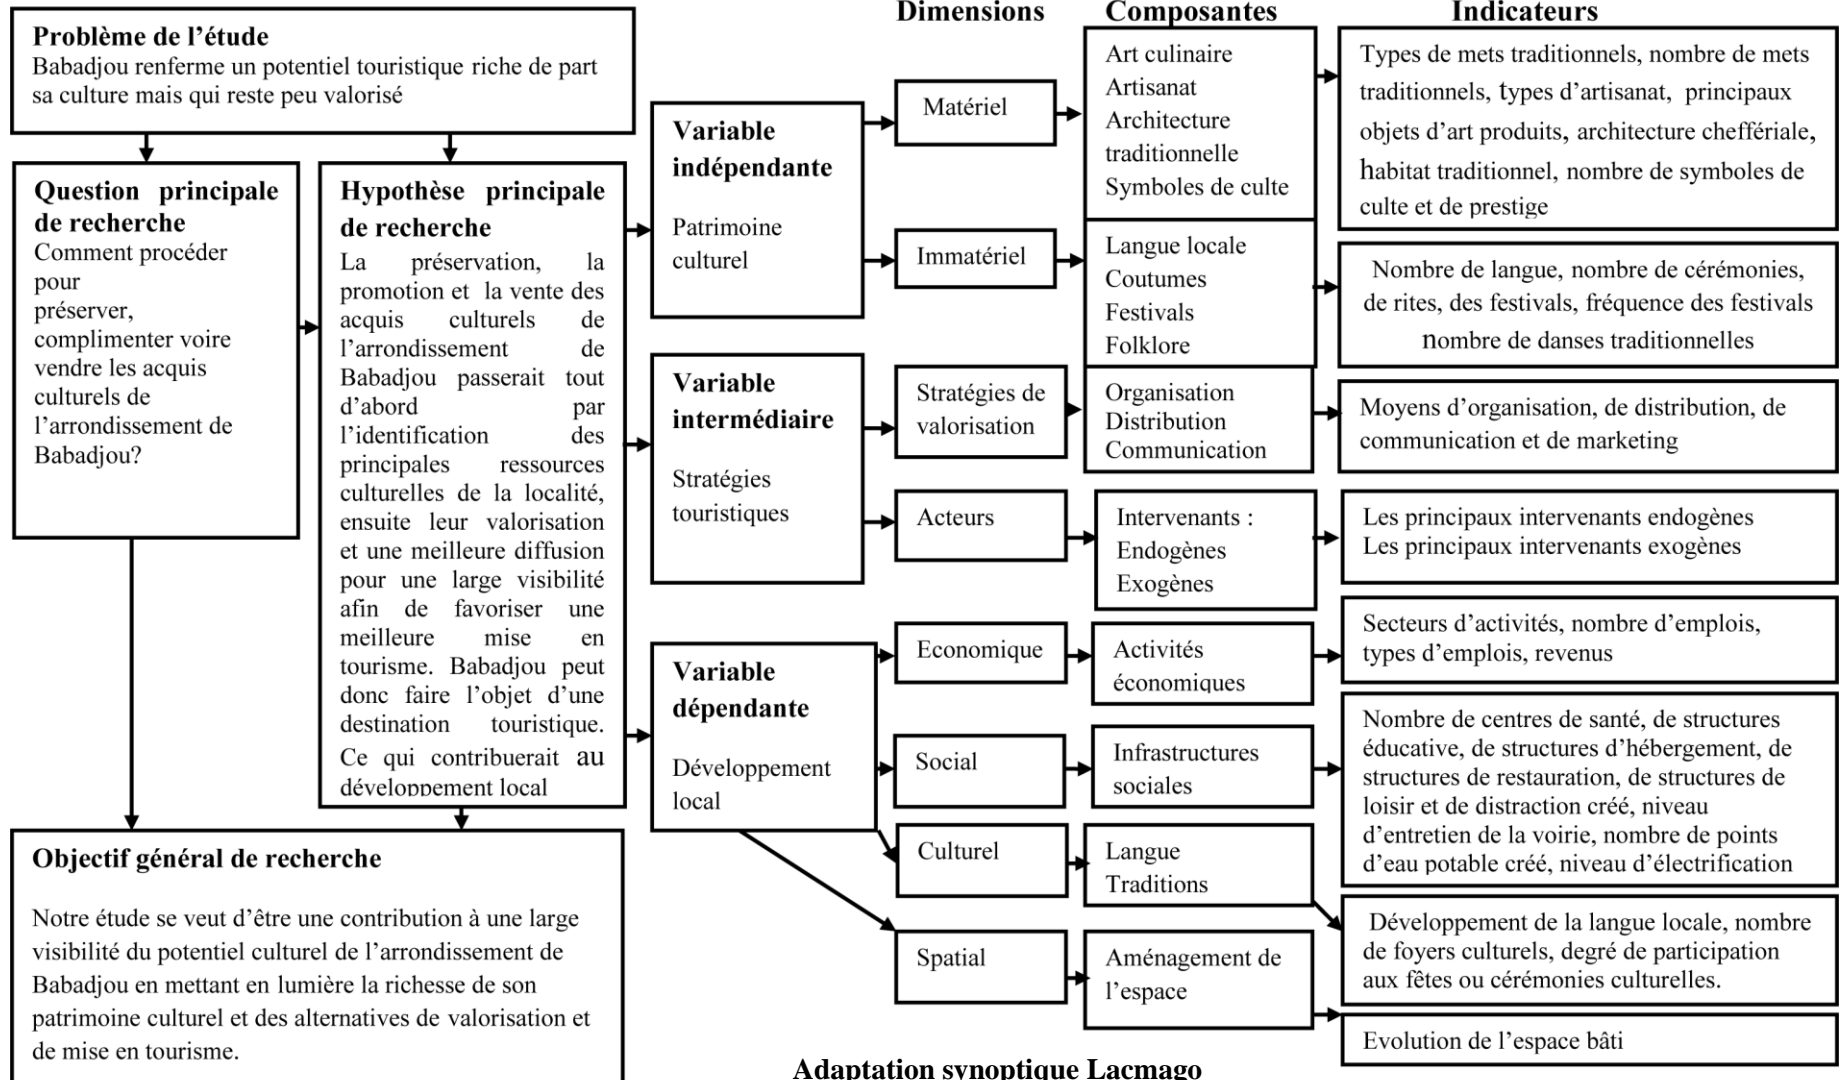 Dimensions Composantes Indicateurs
Problème de l’étude
Babadjou renferme un potentiel touristique riche de part
sa culture mais qui reste peu valorisé
Question principale
de recherche
Comment procéder
pour
préserver,
complimenter voire
vendre les acquis
culturels de
l’arrondissement de
Babadjou?
Hypothèse principale
de recherche
La préservation, la
promotion et la vente des
acquis culturels de
l’arrondissement de
Babadjou passerait tout
d’abord par
l’identification des
principales ressources
culturelles de la localité,
ensuite leur valorisation
et une meilleure diffusion
pour une large visibilité
afin de favoriser une
meilleure mise en
tourisme. Babadjou peut
donc faire l’objet d’une
destination touristique.
Ce qui contribuerait au
développement local
Objectif général de recherche
Notre étude se veut d’être une contribution à une large
visibilité du potentiel culturel de l’arrondissement de
Babadjou en mettant en lumière la richesse de son
patrimoine culturel et des alternatives de valorisation et
de mise en tourisme.
Variable
indépendante
Patrimoine
culturel
Matériel
Art culinaire
Artisanat
Architecture
traditionnelle
Symboles de culte
Types de mets traditionnels, nombre de mets
traditionnels, types d’artisanat, principaux
objets d’art produits, architecture cheffériale,
habitat traditionnel, nombre de symboles de
culte et de prestige
Immatériel
Langue locale
Coutumes
Festivals
Folklore
Nombre de langue, nombre de cérémonies,
de rites, des festivals, fréquence des festivals
nombre de danses traditionnelles
Variable
intermédiaire
Stratégies
touristiques
Stratégies de
valorisation
Organisation
Distribution
Communication
Moyens d’organisation, de distribution, de
communication et de marketing
Acteurs
Intervenants :
Endogènes
Exogènes
Les principaux intervenants endogènes
Les principaux intervenants exogènes
Variable
dépendante
Développement
local
Economique
Activités
économiques
Secteurs d’activités, nombre d’emplois,
types d’emplois, revenus
Social
Infrastructures
sociales
Nombre de centres de santé, de structures
éducative, de structures d’hébergement, de
structures de restauration, de structures de
loisir et de distraction créé, niveau
d’entretien de la voirie, nombre de points
d’eau potable créé, niveau d’électrification
Culturel
Langue
Traditions
Développement de la langue locale, nombre
de foyers culturels, degré de participation
aux fêtes ou cérémonies culturelles.
Spatial
Aménagement de
l’espace
Evolution de l’espace bâti
Adaptation synoptique Lacmago